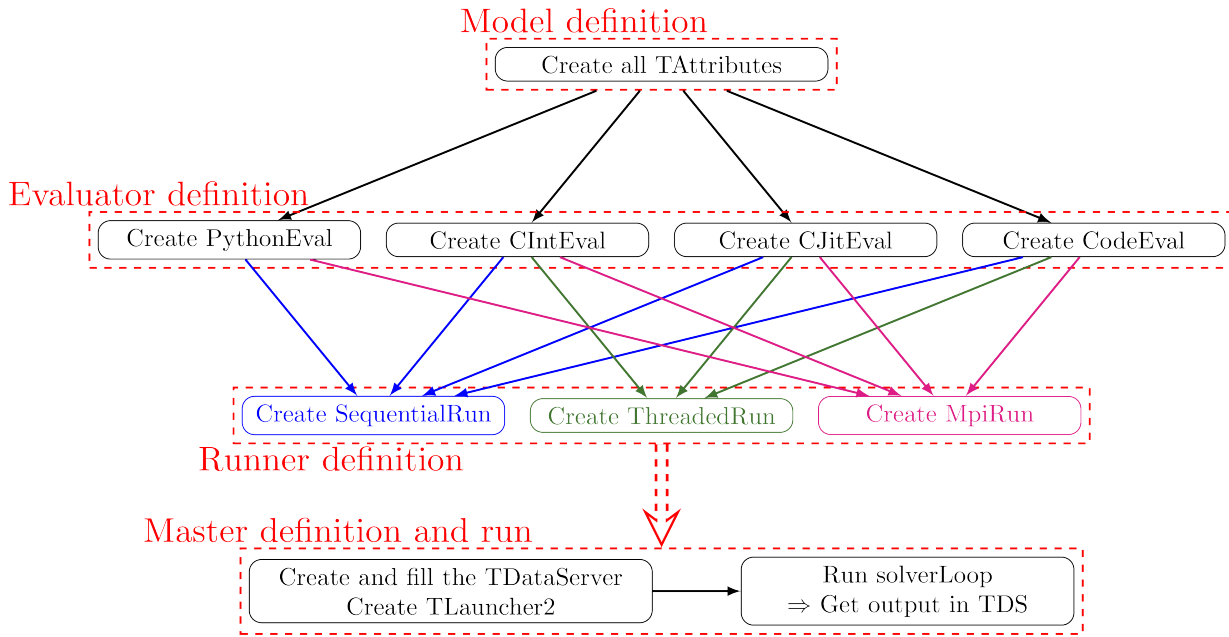 Model definition
Create all TAttributes
Evaluator definition
Create PythonEval
Create CIntEval
Create CJitEval
Create CodeEval
Create SequentialRun
Create ThreadedRun
Create MpiRun
Runner definition
Master definition and run
Create and fill the TDataServer
Create TLauncher2
Run solverLoop
⇒ Get output in TDS